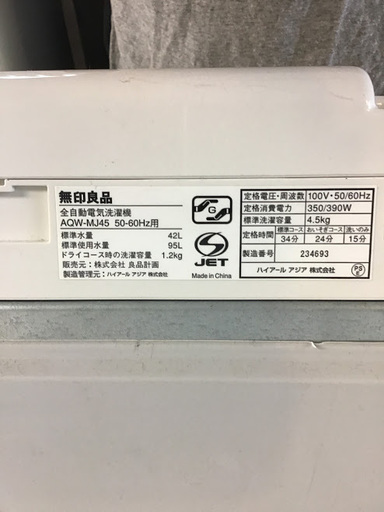 無印良品
全自動電気洗濯機
AQW-MJ45 50-60Hz用
標準水量 42L
標準使用水量 95L
ドライコース時の洗濯容量 1.2kg
販売元：株式会社 良品計画
製造管理元：ハイアール アジア 株式会社
G
S
JET
Made in China
定格電圧・周波数 100V・50/60Hz
定格消費電力 350/390W
標準洗濯容量 4.5kg
定格時間 標準コース おいそぎコース 洗いのみ
34分 24分 15分
製造番号 234693
ハイアール アジア 株式会社
PSE